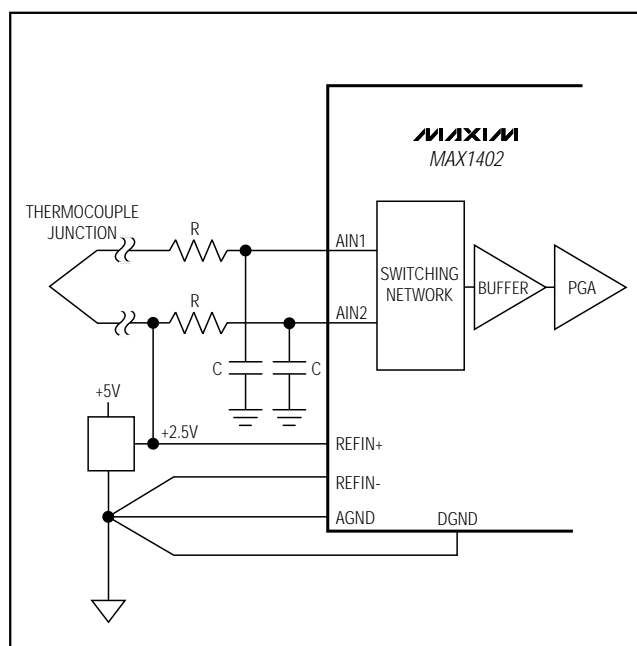 MAXIM
MAX1402
THERMOCOUPLE
JUNCTION
R
AIN1
SWITCHING
NETWORK
BUFFER
PGA
R
AIN2
C
C
+5V
+2.5V
REFIN+
REFIN-
AGND
DGND